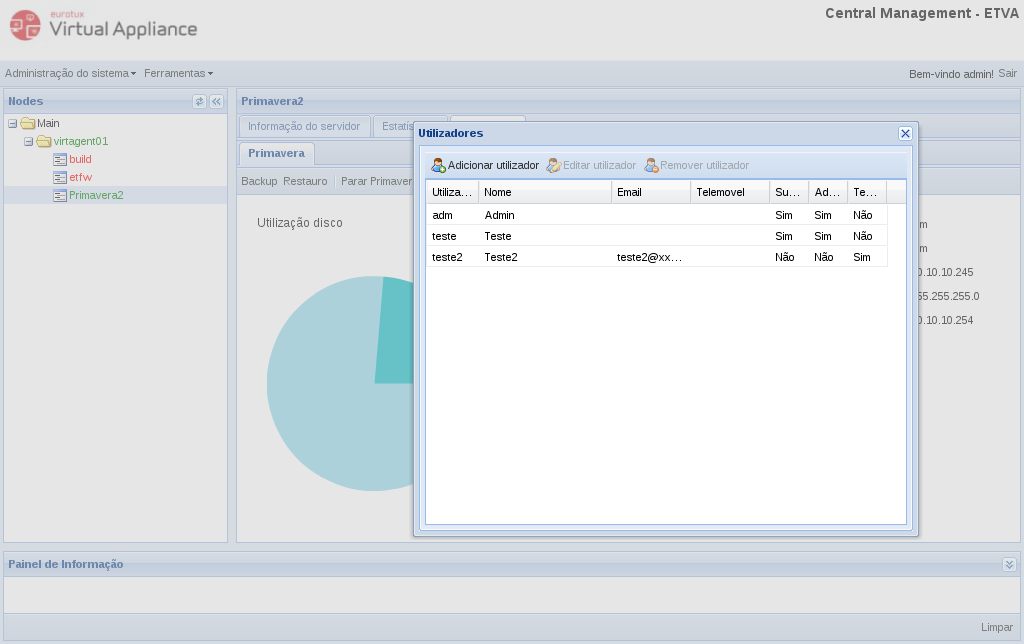 eurotux
Virtual Appliance
Central Management - ETVA
Administração do sistema Ferramentas
Bem-vindo admin! Sair
Nodes
Main
virtagent01
build
etfw
Primavera2
Primavera2
Informação do servidor
Primavera
Backup Restauro Parar Primaver
Utilização disco
Utilizadores
Adicionar utilizador Editar utilizador Remover utilizador
Utiliza... Nome Email Telemovel Su... Ad... Te...
adm Admin Sim Sim Não
teste Teste Sim Sim Não
teste2 Teste2 teste2@xx... Não Não Sim
0.10.10.245
55.255.255.0
0.10.10.254
Painel de Informação
Limpar